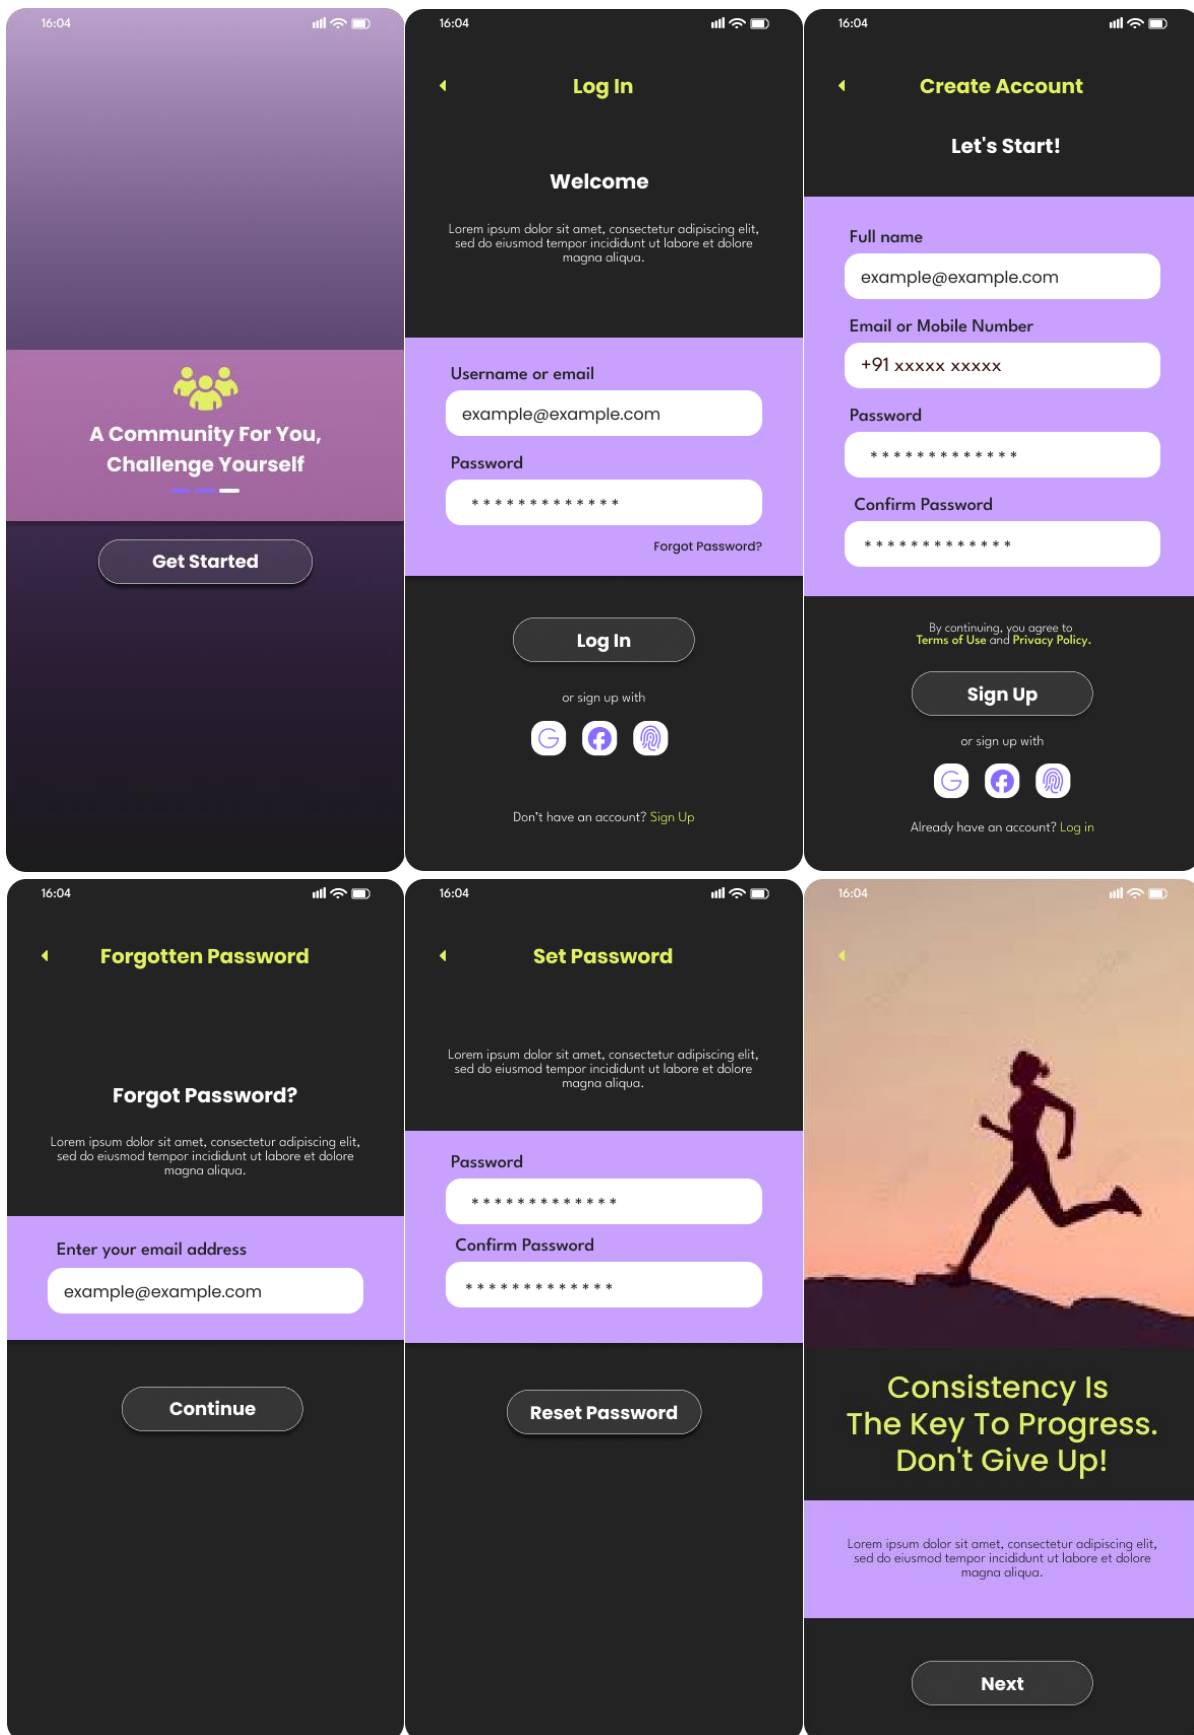 16:04
A Community For You,
Challenge Yourself
Get Started
16:04
Log In
Welcome
Lorem ipsum dolor sit amet, consectetur adipiscing elit,
sed do eiusmod tempor incididunt ut labore et dolore
magna aliqua.
Username or email
example@example.com
Password
*************
Forgot Password?
Log In
or sign up with
Don't have an account? Sign Up
16:04
Create Account
Let's Start!
Full name
example@example.com
Email or Mobile Number
+91 xxxxx xxxxx
Password
*************
Confirm Password
*************
By continuing, you agree to
Terms of Use and Privacy Policy.
Sign Up
or sign up with
Already have an account? Log in
16:04
Forgotten Password
Forgot Password?
Lorem ipsum dolor sit amet, consectetur adipiscing elit,
sed do eiusmod tempor incididunt ut labore et dolore
magna aliqua.
Enter your email address
example@example.com
Continue
16:04
Set Password
Lorem ipsum dolor sit amet, consectetur adipiscing elit,
sed do eiusmod tempor incididunt ut labore et dolore
magna aliqua.
Password
*************
Confirm Password
*************
Reset Password
16:04
Consistency Is
The Key To Progress.
Don't Give Up!
Lorem ipsum dolor sit amet, consectetur adipiscing elit,
sed do eiusmod tempor incididunt ut labore et dolore
magna aliqua.
Next